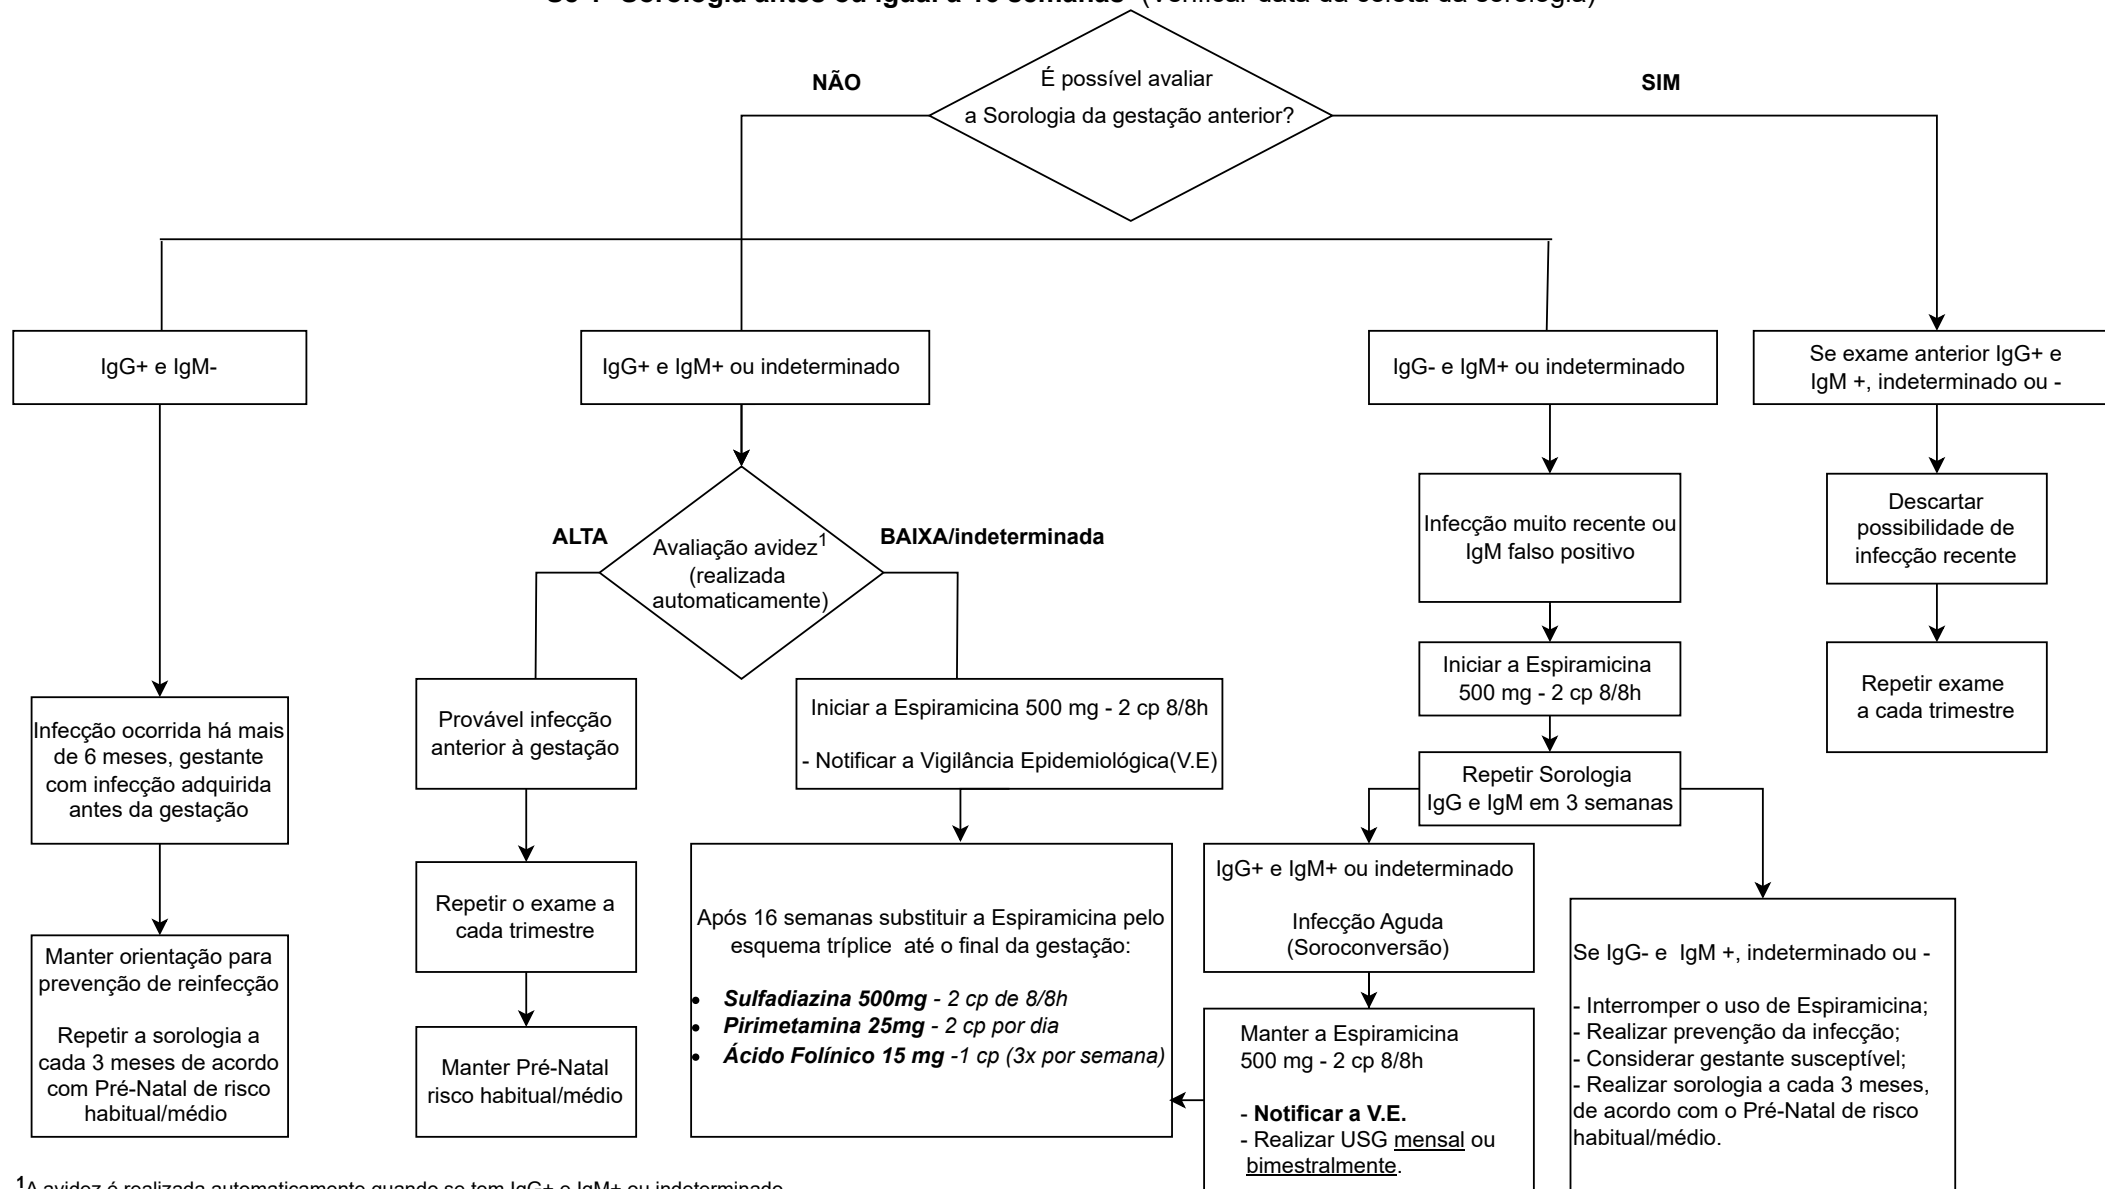 Se 1ª Sorologia antes ou igual a 16 semanas (Verificar data da coleta da sorologia)
É possível avaliar
a Sorologia da gestação anterior?
NÃO
SIM
IgG+ e IgM-
IgG+ e IgM+ ou indeterminado
IgG- e IgM+ ou indeterminado
Se exame anterior IgG+ e
IgM +, indeterminado ou -
Avaliação avidez1
(realizada
automaticamente)
ALTA
BAIXA/indeterminada
Infecção muito recente ou
IgM falso positivo
Descartar
possibilidade de
infecção recente
Iniciar a Espiramicina
500 mg - 2 cp 8/8h
Repetir exame
a cada trimestre
Infecção ocorrida há mais
de 6 meses, gestante
com infecção adquirida
antes da gestação
Provável infecção
anterior à gestação
Iniciar a Espiramicina 500 mg - 2 cp 8/8h
- Notificar a Vigilância Epidemiológica(V.E)
Repetir Sorologia
IgG e IgM em 3 semanas
Manter orientação para
prevenção de reinfecção
Repetir a sorologia a
cada 3 meses de acordo
com Pré-Natal de risco
habitual/médio
Repetir o exame a
cada trimestre
Manter Pré-Natal
risco habitual/médio
Após 16 semanas substituir a Espiramicina pelo
esquema tríplice até o final da gestação:
• Sulfadiazina 500mg - 2 cp de 8/8h
• Pirimetamina 25mg - 2 cp por dia
• Ácido Folínico 15 mg -1 cp (3x por semana)
IgG+ e IgM+ ou indeterminado
Infecção Aguda
(Soroconversão)
Manter a Espiramicina
500 mg - 2 cp 8/8h
- Notificar a V.E.
- Realizar USG mensal ou
bimestralmente.
Se IgG- e IgM +, indeterminado ou -
- Interromper o uso de Espiramicina;
- Realizar prevenção da infecção;
- Considerar gestante susceptível;
- Realizar sorologia a cada 3 meses,
de acordo com o Pré-Natal de risco
habitual/médio.
1A avidez é realizada automaticamente quando se tem IgG+ e IgM+ ou indeterminado